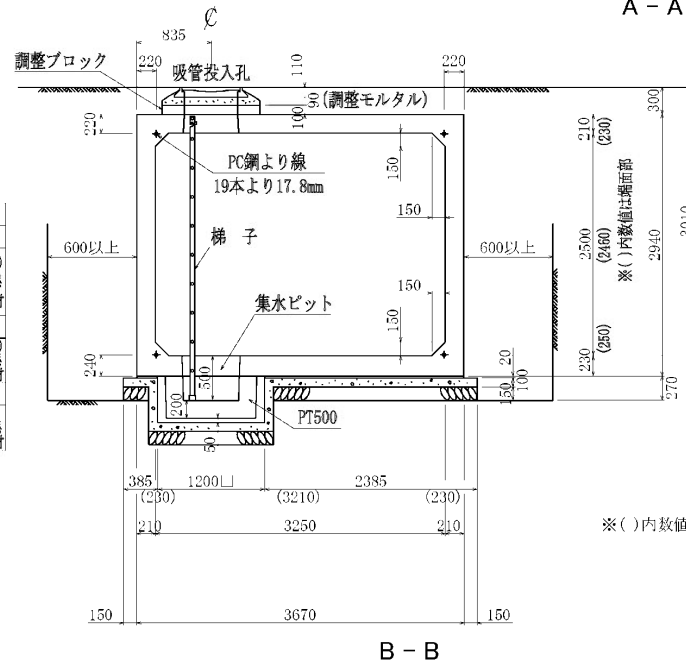 A - A
℄
835
220
220
調整ブロック
吸管投入孔
110
90
(調整モルタル)
100
300
220
210
(230)
PC鋼より線
19本より17.8mm
150
150
※( )内数値は端面部
梯 子
600以上
600以上
2500
(2460)
2940
150
集水ピット
150
240
230
(250)
500
20
100
150
270
200
PT500
50
385
1200□
2385
(230)
(3210)
(230)
※( )内数値
210
3250
210
150
3670
150
B - B